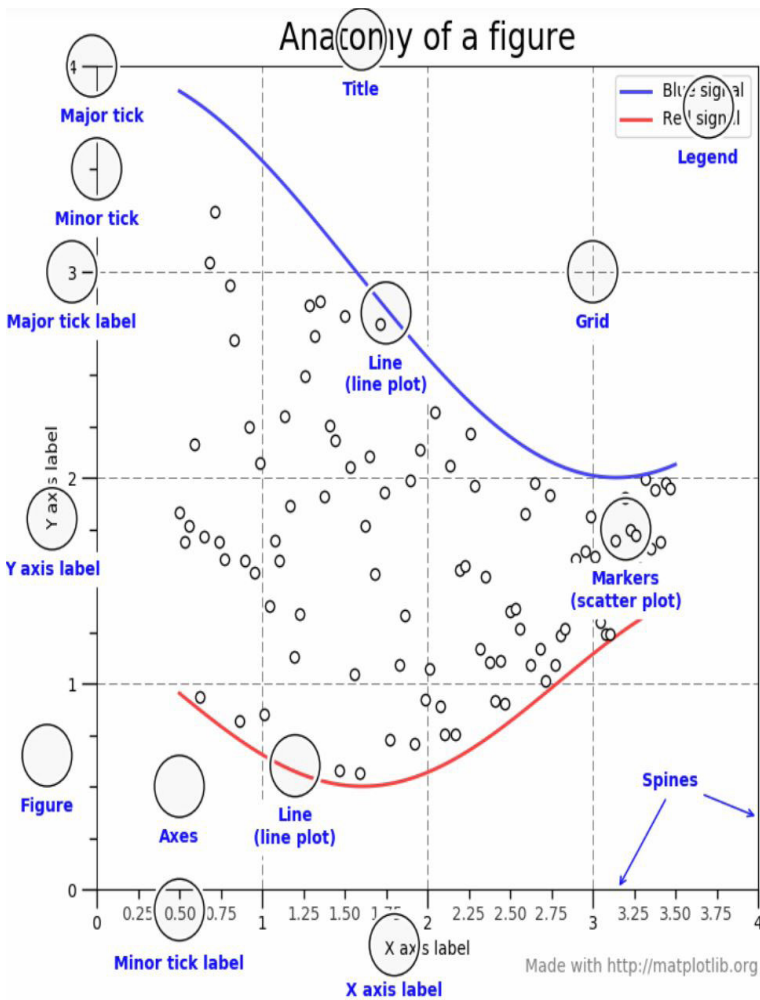 Anatomy of a figure
4
Blue signal
Title
Major tick
Red signal
Legend
Minor tick
3
Major tick label
Grid
Line
(line plot)
Y axis label
2
Y axis label
Markers
(scatter plot)
1
Spines
Figure
Line
(line plot)
Axes
0
0 0.25 0.50 0.75 1 1.25 1.50 1.75 2 2.25 2.50 2.75 3 3.25 3.50 3.75 4
X axis label
Minor tick label
Made with http://matplotlib.org
X axis label